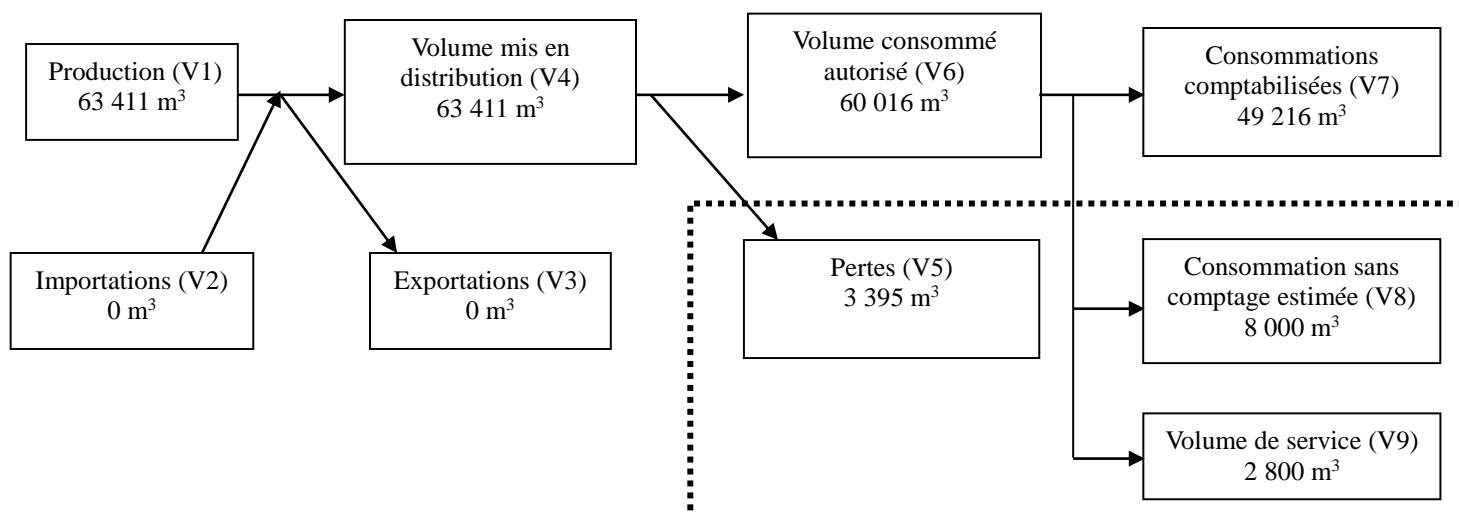 Production (V1)
63 411 m³
Volume mis en
distribution (V4)
63 411 m³
Volume consommé
autorisé (V6)
60 016 m³
Consommations
comptabilisées (V7)
49 216 m³
Importations (V2)
0 m³
Exportations (V3)
0 m³
Pertes (V5)
3 395 m³
Consommation sans
comptage estimée (V8)
8 000 m³
Volume de service (V9)
2 800 m³